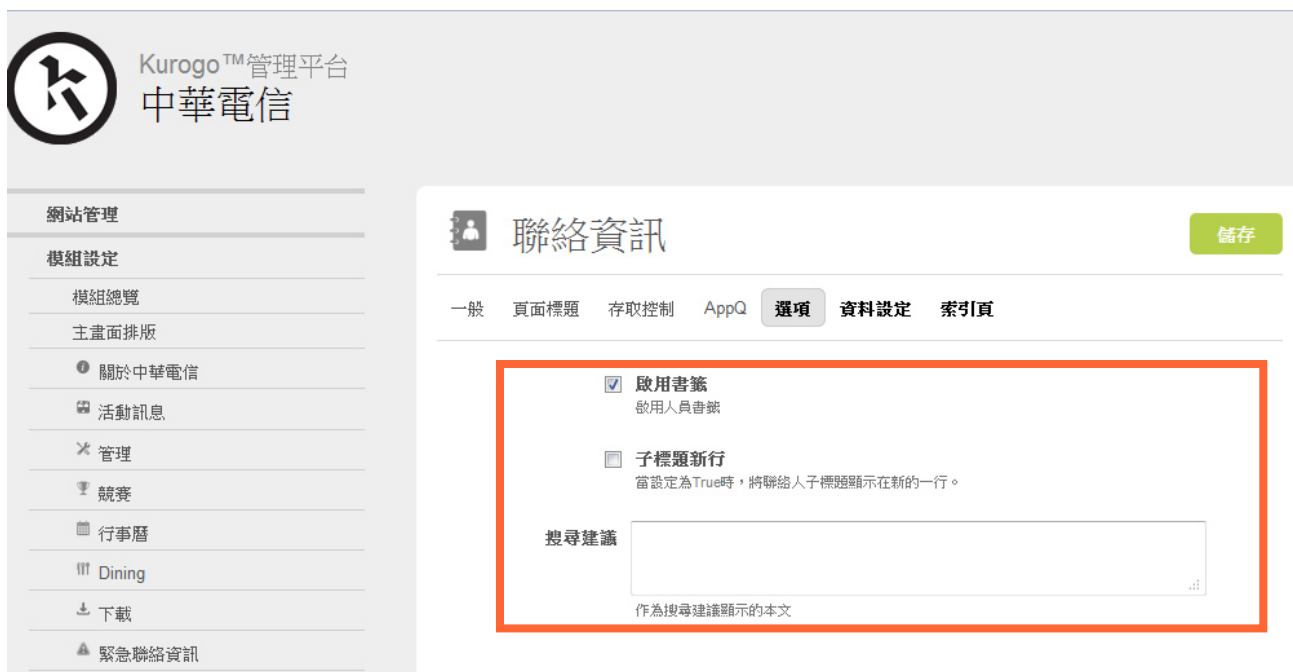 Kurogo™管理平台
中華電信
網站管理
模組設定
模組總覽
主畫面排版
關於中華電信
活動訊息
管理
競賽
行事曆
Dining
下載
緊急聯絡資訊
聯絡資訊
儲存
一般 頁面標題 存取控制 AppQ 選項 資料設定 索引頁
啟用書籤
啟用人員書籤
子標題新行
當設定為True時，將聯絡人子標題顯示在新的一行。
搜尋建議
作為搜尋建議顯示的本文